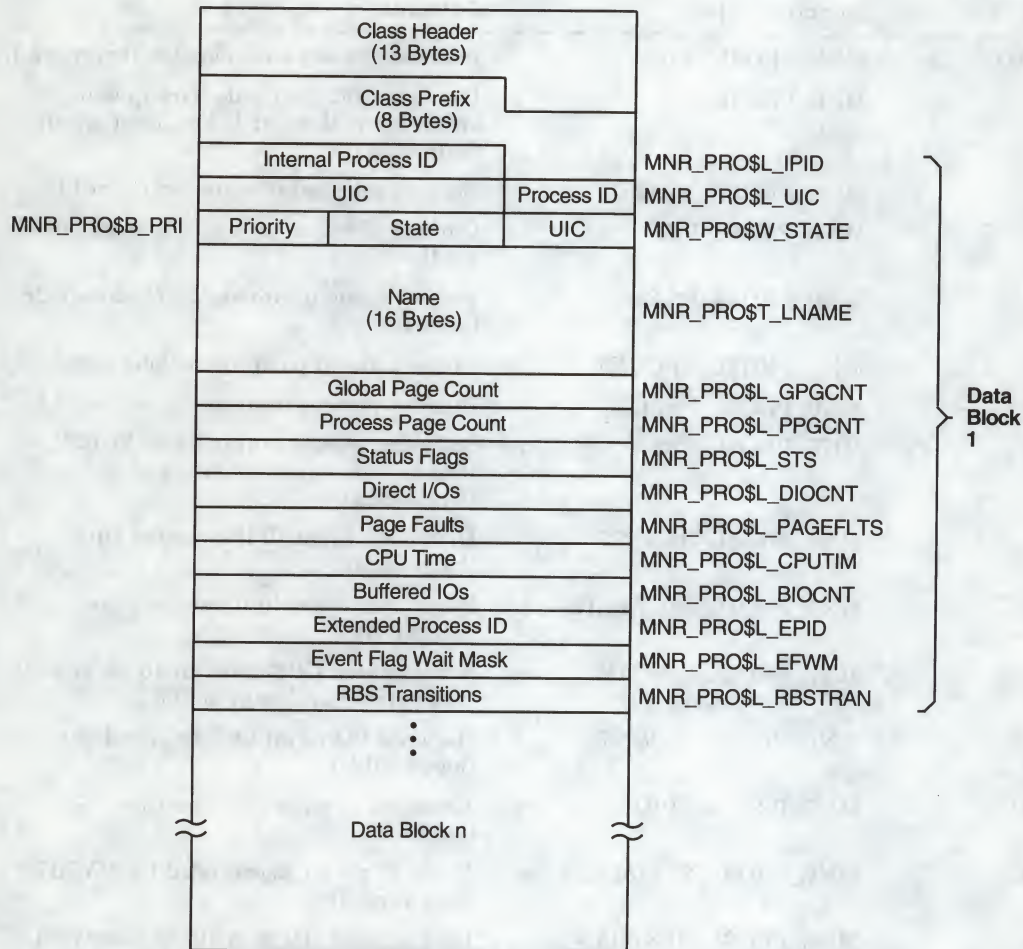 Class Header
(13 Bytes)
Class Prefix
(8 Bytes)
Internal Process ID MNR_PRO$L_IPID
UIC Process ID MNR_PRO$L_UIC
MNR_PRO$B_PRI Priority State UIC MNR_PRO$W_STATE
Name
(16 Bytes) MNR_PRO$T_LNAME
Global Page Count MNR_PRO$L_GPGCNT
Process Page Count MNR_PRO$L_PPGCNT
Status Flags MNR_PRO$L_STS
Direct I/Os MNR_PRO$L_DIOCNT
Page Faults MNR_PRO$L_PAGEFLTS
CPU Time MNR_PRO$L_CPUTIM
Buffered IOs MNR_PRO$L_BIOCNT
Extended Process ID MNR_PRO$L_EPID
Event Flag Wait Mask MNR_PRO$L_EFWM
RBS Transitions MNR_PRO$L_RBSTRAN
Data
Block
1
Data Block n